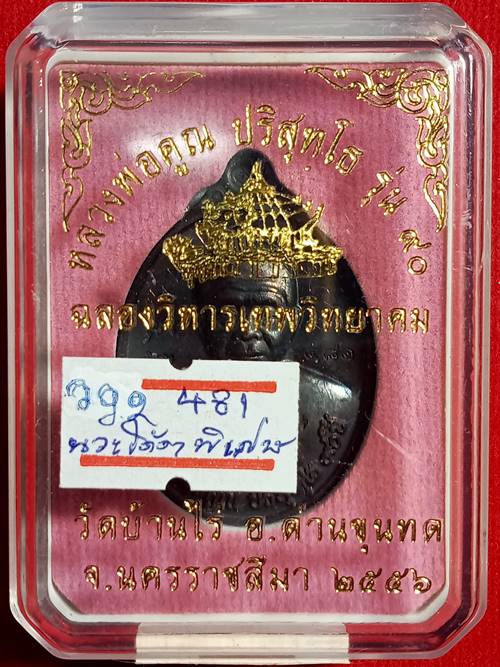 หลวงพ่อคูณ ปริสุทโธ รุ่น ๙๐
ฉลองวิหารเทพวิทยาคม
481
นวะโค๊ด พิเศษ
วัดบ้านไร่ อ.ด่านขุนทด
จ.นครราชสีมา ๒๕๕๖